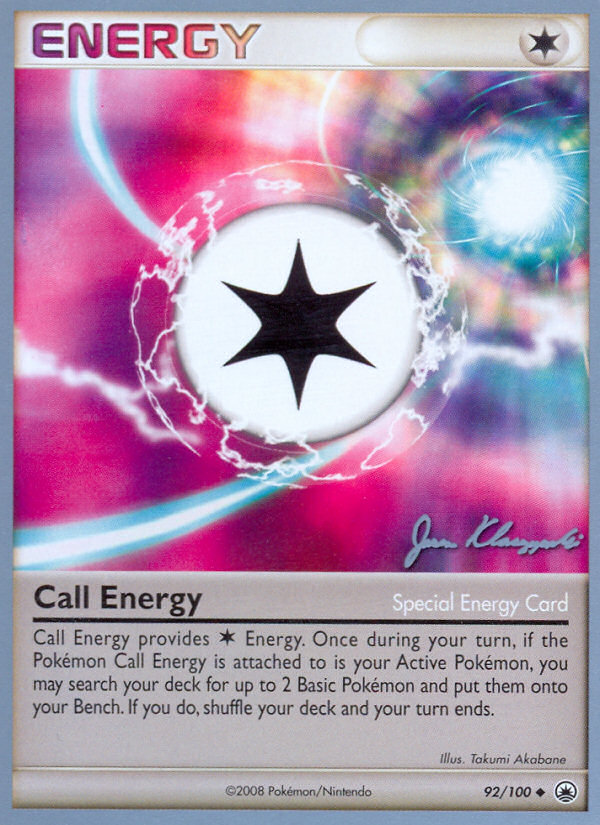 ENERGY
Call Energy
Special Energy Card
Call Energy provides ✶ Energy. Once during your turn, if the
Pokémon Call Energy is attached to is your Active Pokémon, you
may search your deck for up to 2 Basic Pokémon and put them onto
your Bench. If you do, shuffle your deck and your turn ends.
Illus. Takumi Akabane
©2008 Pokémon/Nintendo
92/100 ◆